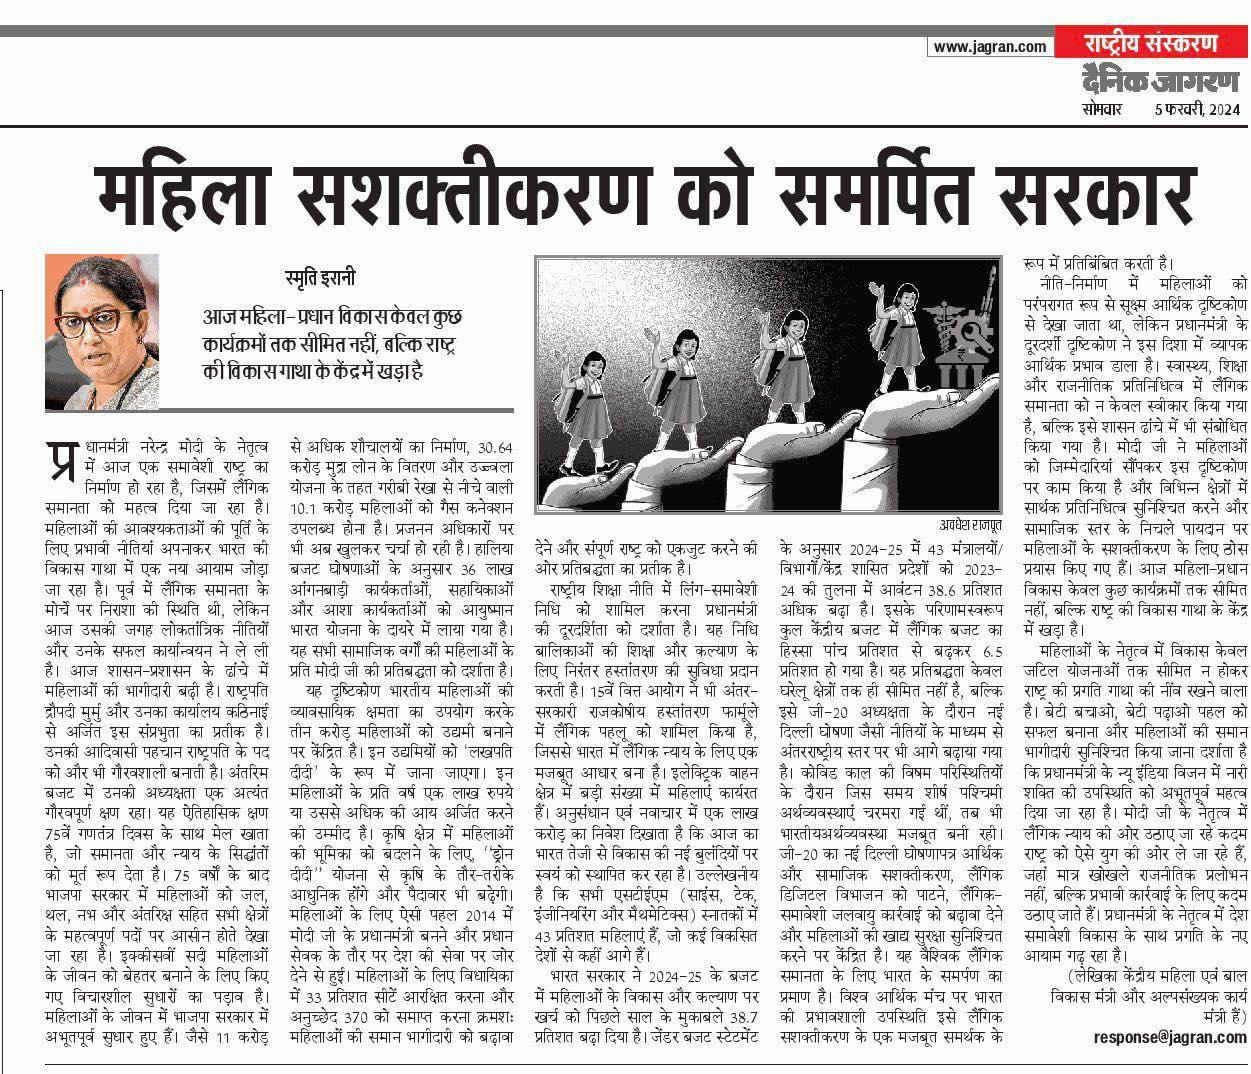 www.jagran.com
राष्ट्रीय संस्करण
दैनिक जागरण
सोमवार 5 फरवरी, 2024
महिला सशक्तीकरण को समर्पित सरकार
स्मृति इरानी
आज महिला-प्रधान विकास केवल कुछ
कार्यक्रमों तक सीमित नहीं, बल्कि राष्ट्र
की विकास गाथा के केंद्र में खड़ा है
प्रधानमंत्री नरेन्द्र मोदी के नेतृत्व
में आज एक समावेशी राष्ट्र का
निर्माण हो रहा है, जिसमें लैंगिक
समानता को महत्व दिया जा रहा है।
महिलाओं की आवश्यकताओं की पूर्ति के
लिए प्रभावी नीतियां अपनाकर भारत की
विकास गाथा में एक नया आयाम जोड़ा
जा रहा है। पूर्व में लैंगिक समानता के
मोर्चे पर निराशा की स्थिति थी, लेकिन
आज उसकी जगह लोकतांत्रिक नीतियों
और उनके सफल कार्यान्वयन ने ले ली
है। आज शासन-प्रशासन के ढांचे में
महिलाओं की भागीदारी बढ़ी है। राष्ट्रपति
द्रौपदी मुर्मु और उनका कार्यालय कठिनाई
से अर्जित इस संप्रभुता का प्रतीक है।
उनकी आदिवासी पहचान राष्ट्रपति के पद
को और भी गौरवशाली बनाती है। अंतरिम
बजट में उनकी अध्यक्षता एक अत्यंत
गौरवपूर्ण क्षण रहा। यह ऐतिहासिक क्षण
75वें गणतंत्र दिवस के साथ मेल खाता
है, जो समानता और न्याय के सिद्धांतों
को मूर्त रूप देता है। 75 वर्षों के बाद
भाजपा सरकार में महिलाओं को जल,
थल, नभ और अंतरिक्ष सहित सभी क्षेत्रों
के महत्वपूर्ण पदों पर आसीन होते देखा
जा रहा है। इक्कीसवीं सदी महिलाओं
के जीवन को बेहतर बनाने के लिए किए
गए विचारशील सुधारों का पड़ाव है।
महिलाओं के जीवन में भाजपा सरकार में
अभूतपूर्व सुधार हुए हैं। जैसे 11 करोड़
से अधिक शौचालयों का निर्माण, 30.64
करोड़ मुद्रा लोन के वितरण और उज्ज्वला
योजना के तहत गरीबी रेखा से नीचे वाली
10.1 करोड़ महिलाओं को गैस कनेक्शन
उपलब्ध होना है। प्रजनन अधिकारों पर
भी अब खुलकर चर्चा हो रही है। हालिया
बजट घोषणाओं के अनुसार 36 लाख
आंगनबाड़ी कार्यकर्ताओं, सहायिकाओं
और आशा कार्यकर्ताओं को आयुष्मान
भारत योजना के दायरे में लाया गया है।
यह सभी सामाजिक वर्गों की महिलाओं के
प्रति मोदी जी की प्रतिबद्धता को दर्शाता है।
यह दृष्टिकोण भारतीय महिलाओं की
व्यावसायिक क्षमता का उपयोग करके
तीन करोड़ महिलाओं को उद्यमी बनाने
पर केंद्रित है। इन उद्यमियों को ‘लखपति
दीदी’ के रूप में जाना जाएगा। इन
महिलाओं के प्रति वर्ष एक लाख रुपये
या उससे अधिक की आय अर्जित करने
की उम्मीद है। कृषि क्षेत्र में महिलाओं
की भूमिका को बदलने के लिए, ‘‘ड्रोन
दीदी’’ योजना से कृषि के तौर-तरीके
आधुनिक होंगे और पैदावार भी बढ़ेगी।
महिलाओं के लिए ऐसी पहल 2014 में
मोदी जी के प्रधानमंत्री बनने और प्रधान
सेवक के तौर पर देश की सेवा पर जोर
देने से हुई। महिलाओं के लिए विधायिका
में 33 प्रतिशत सीटें आरक्षित करना और
अनुच्छेद 370 को समाप्त करना क्रमशः
महिलाओं की समान भागीदारी को बढ़ावा
अवधेश राजपूत
देने और संपूर्ण राष्ट्र को एकजुट करने की
ओर प्रतिबद्धता का प्रतीक है।
राष्ट्रीय शिक्षा नीति में लिंग-समावेशी
निधि को शामिल करना प्रधानमंत्री
की दूरदर्शिता को दर्शाता है। यह निधि
बालिकाओं की शिक्षा और कल्याण के
लिए निरंतर हस्तांतरण की सुविधा प्रदान
करती है। 15वें वित्त आयोग ने भी अंतर-
सरकारी राजकोषीय हस्तांतरण फार्मूले
में लैंगिक पहलू को शामिल किया है,
जिससे भारत में लैंगिक न्याय के लिए एक
मजबूत आधार बना है। इलेक्ट्रिक वाहन
क्षेत्र में बड़ी संख्या में महिलाएं कार्यरत
हैं। अनुसंधान एवं नवाचार में एक लाख
करोड़ का निवेश दिखाता है कि आज का
भारत तेजी से विकास की नई बुलंदियों पर
स्वयं को स्थापित कर रहा है। उल्लेखनीय
है कि सभी एसटीईएम (साइंस, टेक,
इंजीनियरिंग और मैथमेटिक्स) स्नातकों में
43 प्रतिशत महिलाएं हैं, जो कई विकसित
देशों से कहीं आगे हैं।
भारत सरकार ने 2024-25 के बजट
में महिलाओं के विकास और कल्याण पर
खर्च को पिछले साल के मुकाबले 38.7
प्रतिशत बढ़ा दिया है। जेंडर बजट स्टेटमेंट
के अनुसार 2024-25 में 43 मंत्रालयों/
विभागों/केंद्र शासित प्रदेशों को 2023-
24 की तुलना में आवंटन 38.6 प्रतिशत
अधिक बढ़ा है। इसके परिणामस्वरूप
कुल केंद्रीय बजट में लैंगिक बजट का
हिस्सा पांच प्रतिशत से बढ़कर 6.5
प्रतिशत हो गया है। यह प्रतिबद्धता केवल
घरेलू क्षेत्रों तक ही सीमित नहीं है, बल्कि
इसे जी-20 अध्यक्षता के दौरान नई
दिल्ली घोषणा जैसी नीतियों के माध्यम से
अंतरराष्ट्रीय स्तर पर भी आगे बढ़ाया गया
है। कोविड काल की विषम परिस्थितियों
के दौरान जिस समय शीर्ष पश्चिमी
अर्थव्यवस्थाएं चरमरा गई थीं, तब भी
भारतीयअर्थव्यवस्था मजबूत बनी रही।
जी-20 का नई दिल्ली घोषणापत्र आर्थिक
और सामाजिक सशक्तीकरण, लैंगिक
डिजिटल विभाजन को पाटने, लैंगिक-
समावेशी जलवायु कार्रवाई को बढ़ावा देने
और महिलाओं की खाद्य सुरक्षा सुनिश्चित
करने पर केंद्रित है। यह वैश्विक लैंगिक
समानता के लिए भारत के समर्पण का
प्रमाण है। विश्व आर्थिक मंच पर भारत
की प्रभावशाली उपस्थिति इसे लैंगिक
सशक्तीकरण के एक मजबूत समर्थक के
रूप में प्रतिबिंबित करती है।
नीति-निर्माण में महिलाओं को
परंपरागत रूप से सूक्ष्म आर्थिक दृष्टिकोण
से देखा जाता था, लेकिन प्रधानमंत्री के
दूरदर्शी दृष्टिकोण ने इस दिशा में व्यापक
आर्थिक प्रभाव डाला है। स्वास्थ्य, शिक्षा
और राजनीतिक प्रतिनिधित्व में लैंगिक
समानता को न केवल स्वीकार किया गया
है, बल्कि इसे शासन ढांचे में भी संबोधित
किया गया है। मोदी जी ने महिलाओं
को जिम्मेदारियां सौंपकर इस दृष्टिकोण
पर काम किया है और विभिन्न क्षेत्रों में
सार्थक प्रतिनिधित्व सुनिश्चित करने और
सामाजिक स्तर के निचले पायदान पर
महिलाओं के सशक्तीकरण के लिए ठोस
प्रयास किए गए हैं। आज महिला-प्रधान
विकास केवल कुछ कार्यक्रमों तक सीमित
नहीं, बल्कि राष्ट्र की विकास गाथा के केंद्र
में खड़ा है।
महिलाओं के नेतृत्व में विकास केवल
जटिल योजनाओं तक सीमित न होकर
राष्ट्र की प्रगति गाथा की नींव रखने वाला
है। बेटी बचाओ, बेटी पढ़ाओ पहल को
सफल बनाना और महिलाओं की समान
भागीदारी सुनिश्चित किया जाना दर्शाता है
कि प्रधानमंत्री के न्यू इंडिया विजन में नारी
शक्ति की उपस्थिति को अभूतपूर्व महत्व
दिया जा रहा है। मोदी जी के नेतृत्व में
लैंगिक न्याय की ओर उठाए जा रहे कदम
राष्ट्र को ऐसे युग की ओर ले जा रहे हैं,
जहां मात्र खोखले राजनीतिक प्रलोभन
नहीं, बल्कि प्रभावी कार्रवाई के लिए कदम
उठाए जाते हैं। प्रधानमंत्री के नेतृत्व में देश
समावेशी विकास के साथ प्रगति के नए
आयाम गढ़ रहा है।
(लेखिका केंद्रीय महिला एवं बाल
विकास मंत्री और अल्पसंख्यक कार्य
मंत्री हैं)
response@jagran.com